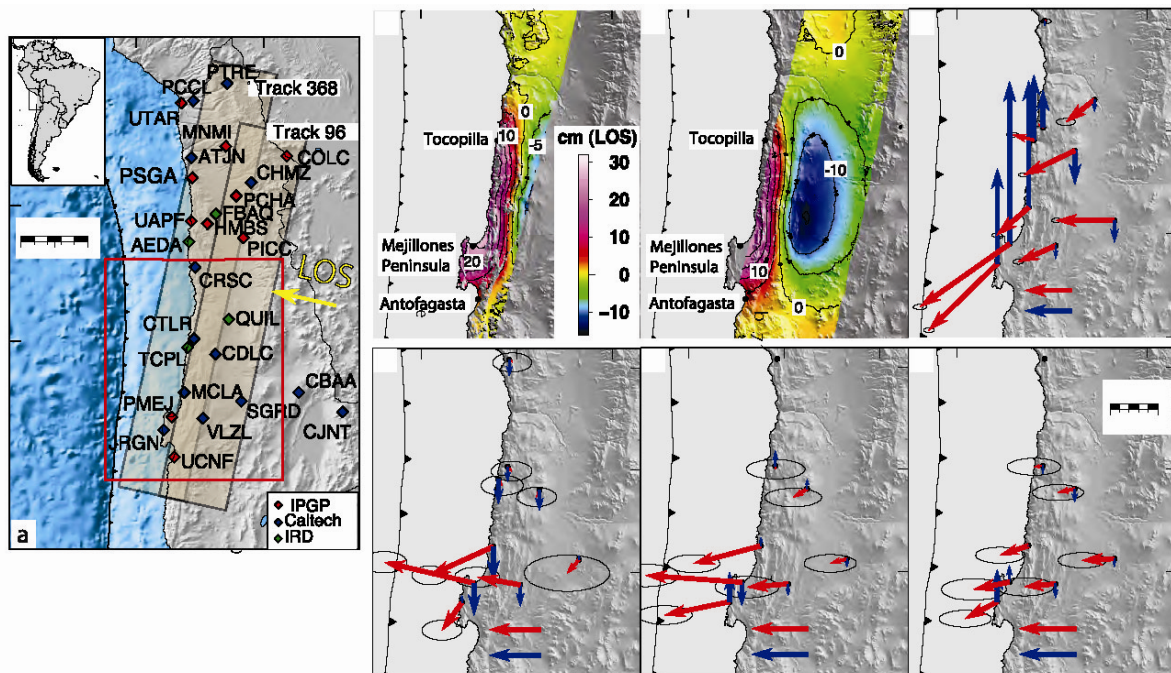 PTRE
PCCL
Track 368
UTAR
MNMI
Track 96
ATJN
COLC
PSGA
CHMZ
PCHA
UAPF
FBAQ
HMBS
AEDA
PICC
CRSC
LOS
CTLR
QUIL
TCPL
CDLC
MCLA
CBAA
PMEJ
SGRD
JRGN
VLZL
CJNT
UCNF
IPGP
Caltech
IRD
a
0
10
-5
Tocopilla
cm (LOS)
30
20
10
0
-10
Mejillones
Peninsula
20
Antofagasta
0
Tocopilla
-10
Mejillones
Peninsula
10
Antofagasta
0